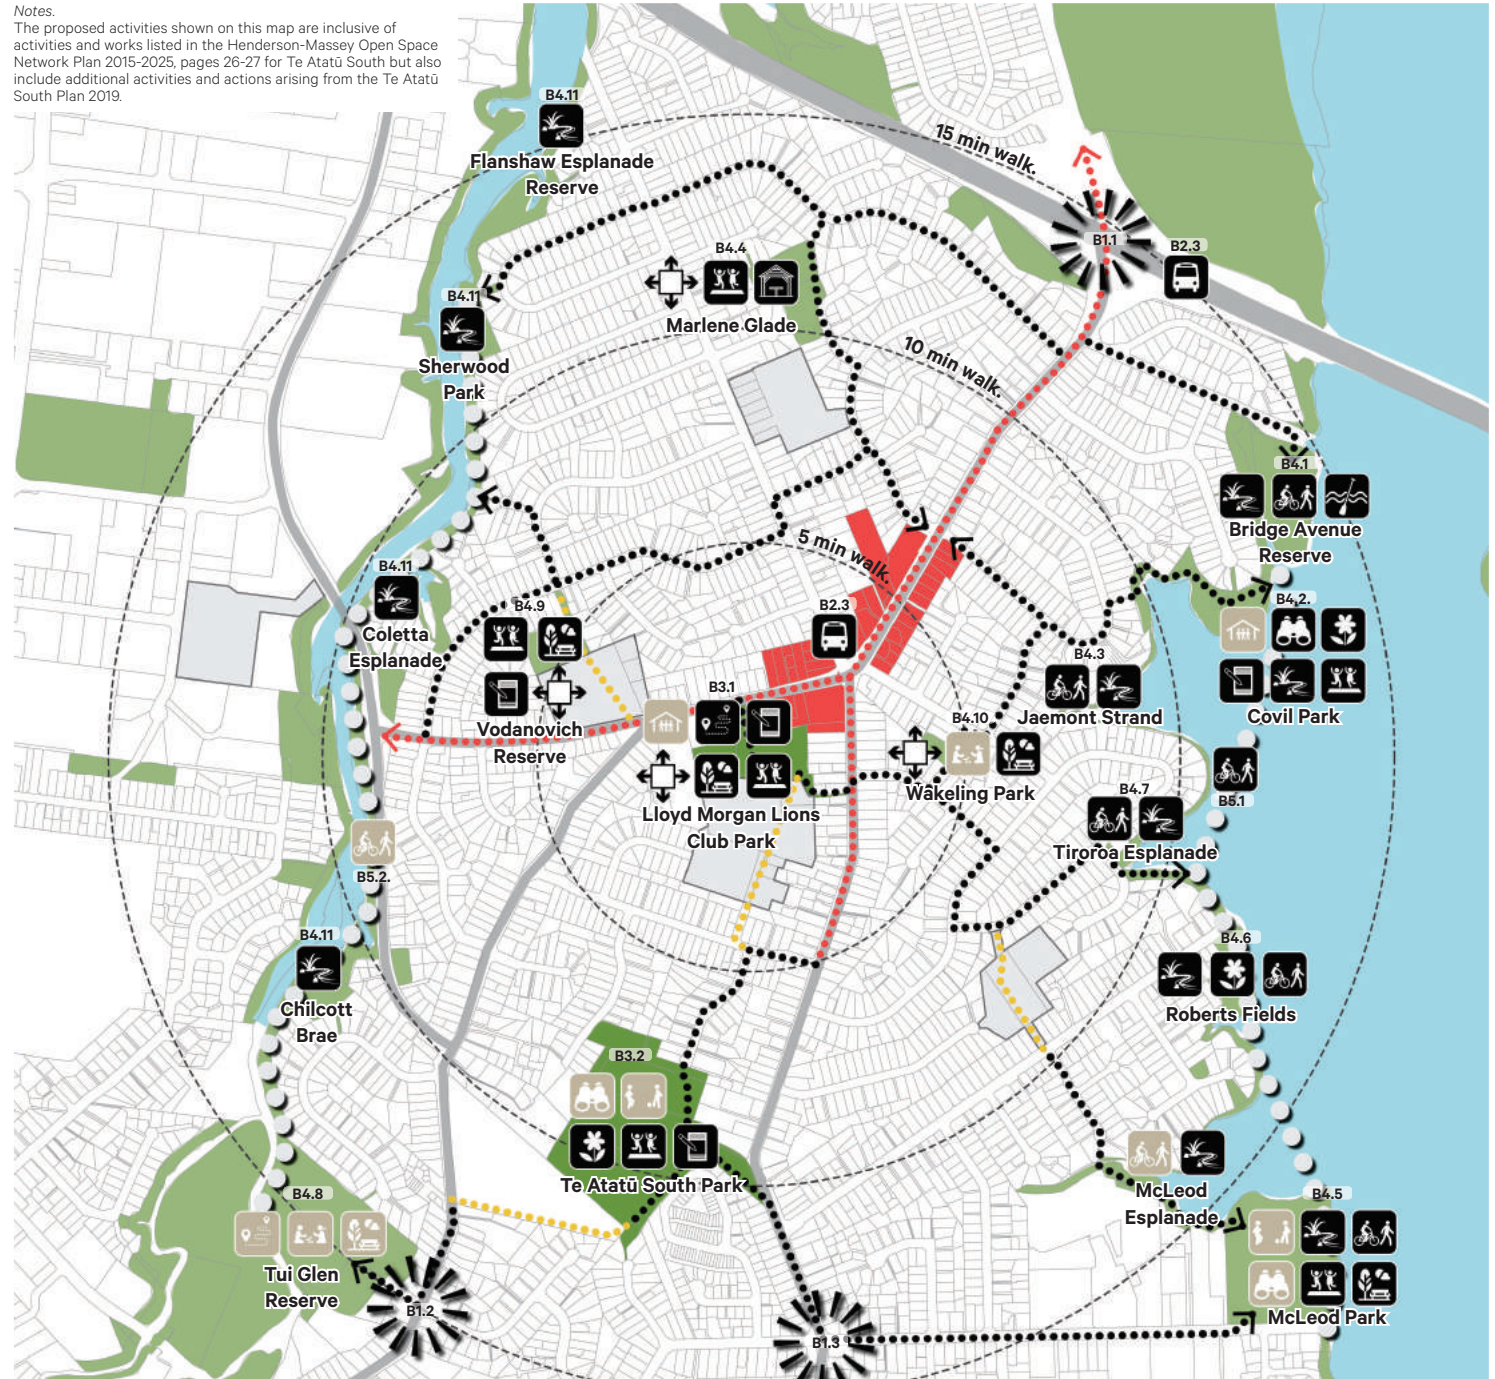 Notes.
The proposed activities shown on this map are inclusive of
activities and works listed in the Henderson-Massey Open Space
Network Plan 2015-2025, pages 26-27 for Te Atatū South but also
include additional activities and actions arising from the Te Atatū
South Plan 2019.
B4.11
Flanshaw Esplanade
Reserve
15 min walk.
B1.1
B2.3
B4.4
Marlene Glade
B4.11
Sherwood
Park
10 min walk.
B4.1
Bridge Avenue
Reserve
5 min walk.
B4.11
Coletta
Esplanade
B4.9
Vodanovich
Reserve
B2.3
B4.2.
Covil Park
B4.3
Jaemont Strand
B3.1
Lloyd Morgan Lions
Club Park
B4.10
Wakeling Park
B5.1
B4.7
Tiroroa Esplanade
B5.2.
B4.11
Chilcott
Brae
B4.6
Roberts Fields
B3.2
Te Atatū South Park
McLeod
Esplanade
B4.5
McLeod Park
B4.8
Tui Glen
Reserve
B1.2
B1.3